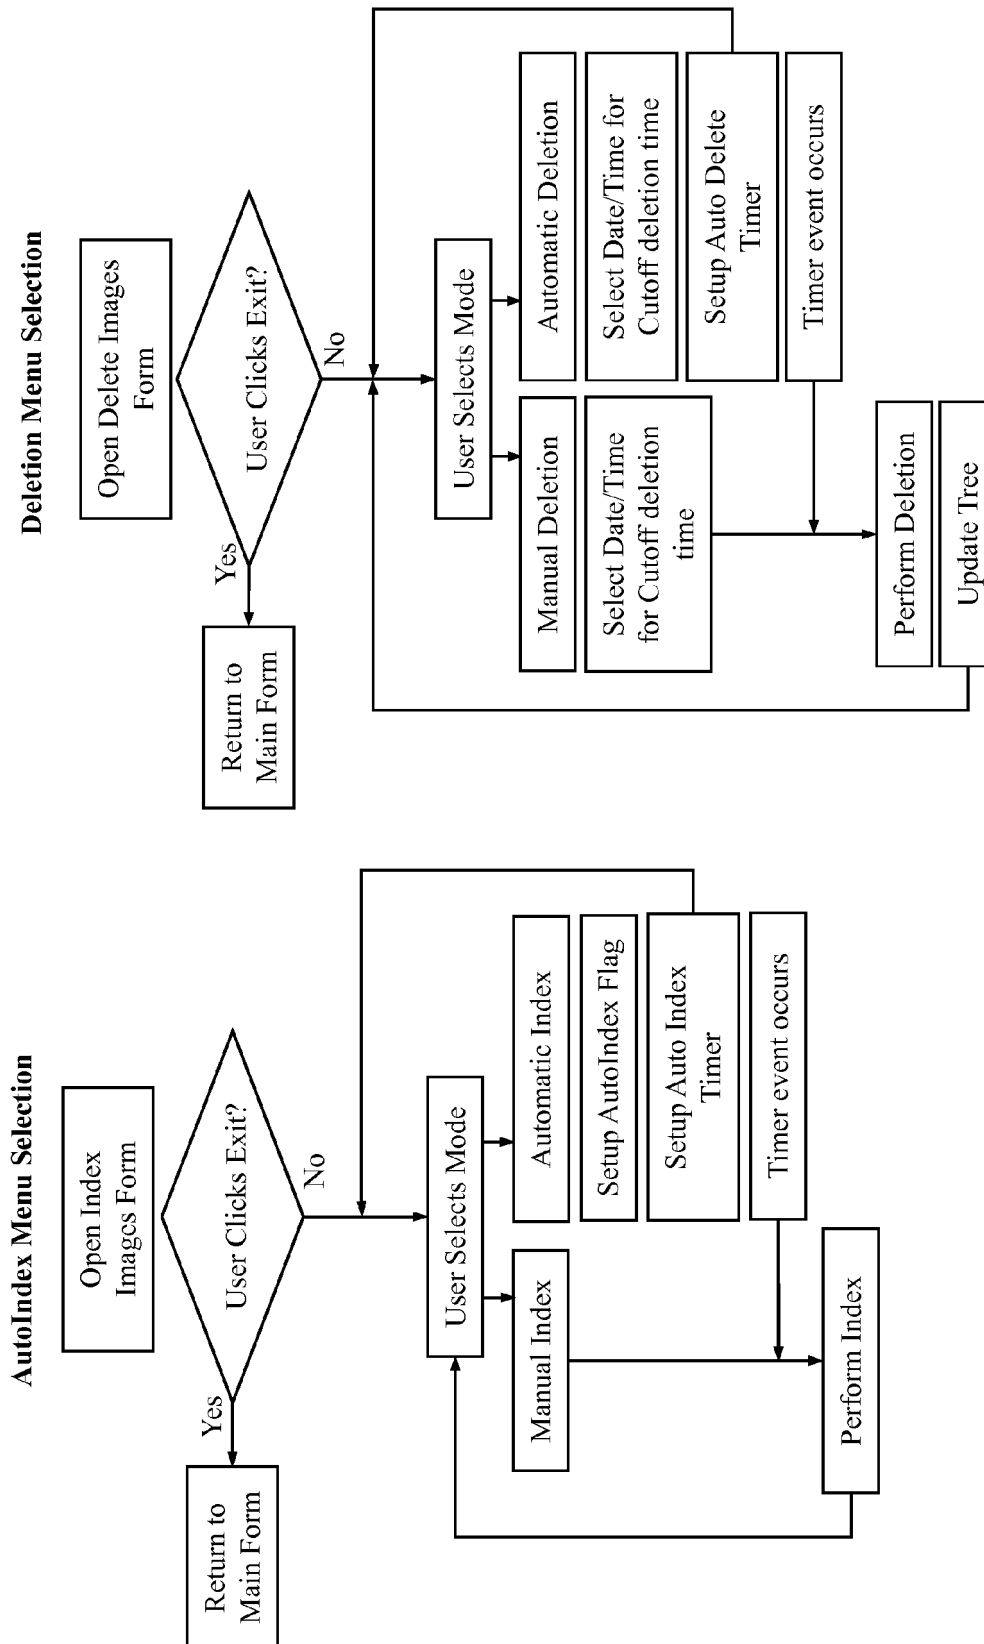 AutoIndex Menu Selection
Open Index
Images Form
User Clicks Exit?
Yes
No
Return to
Main Form
User Selects Mode
Manual Index
Automatic Index
Setup AutoIndex Flag
Setup Auto Index
Timer
Timer event occurs
Perform Index
Deletion Menu Selection
Open Delete Images
Form
User Clicks Exit?
Yes
No
Return to
Main Form
User Selects Mode
Manual Deletion
Select Date/Time
for Cutoff deletion
time
Automatic Deletion
Select Date/Time for
Cutoff deletion time
Setup Auto Delete
Timer
Timer event occurs
Perform Deletion
Update Tree